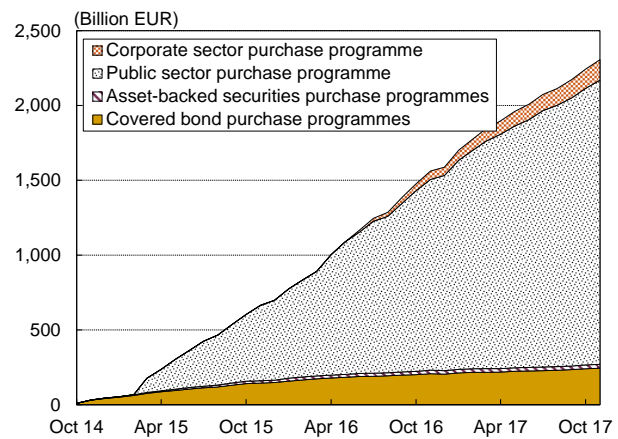 (Billion EUR)
2,500
2,000
1,500
1,000
500
0
Corporate sector purchase programme
Public sector purchase programme
Asset-backed securities purchase programmes
Covered bond purchase programmes
Oct 14 Apr 15 Oct 15 Apr 16 Oct 16 Apr 17 Oct 17